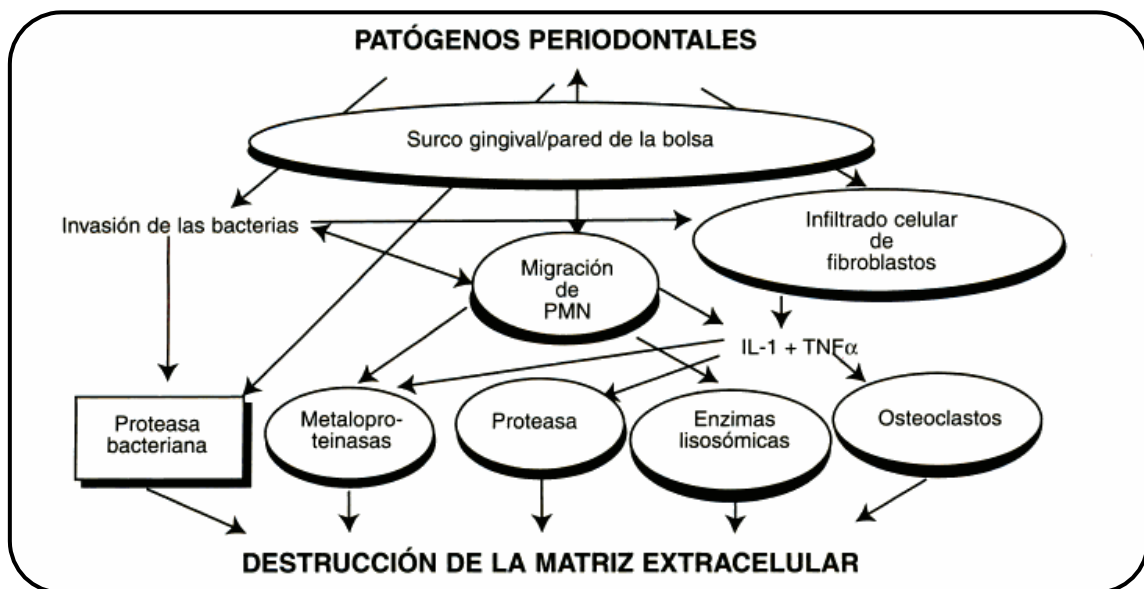 PATÓGENOS PERIODONTALES
Surco gingival/pared de la bolsa
Invasión de las bacterias
Infiltrado celular
de
fibroblastos
Migración
de
PMN
IL-1 + TNFα
Proteasa
bacteriana
Metalopro-
teinasas
Proteasa
Enzimas
lisosómicas
Osteoclastos
DESTRUCCIÓN DE LA MATRIZ EXTRACELULAR